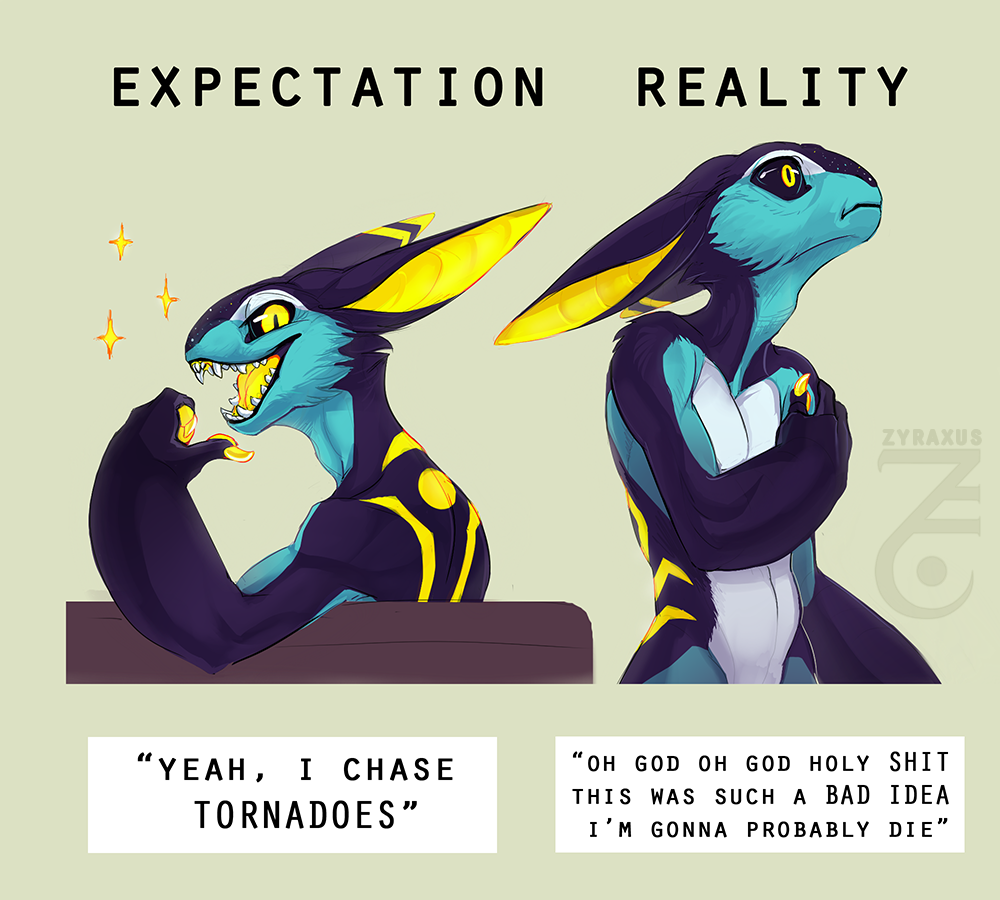 EXPECTATION REALITY
ZYRAXUS
"YEAH, I CHASE
TORNADOES"
"OH GOD OH GOD HOLY SHIT
THIS WAS SUCH A BAD IDEA
I'M GONNA PROBABLY DIE"